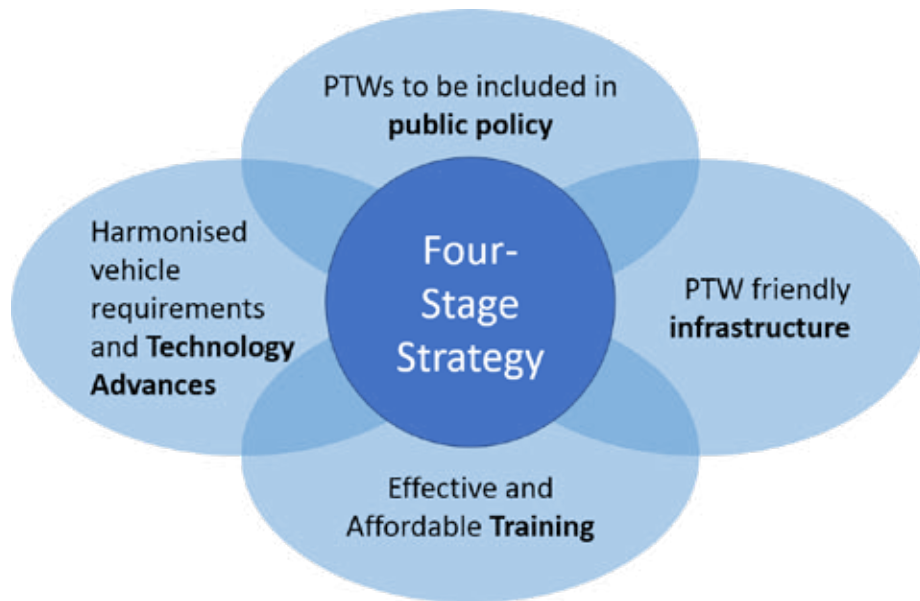 PTWs to be included in
public policy
Harmonised
vehicle
requirements
and Technology
Advances
Four-
Stage
Strategy
PTW friendly
infrastructure
Effective and
Affordable Training